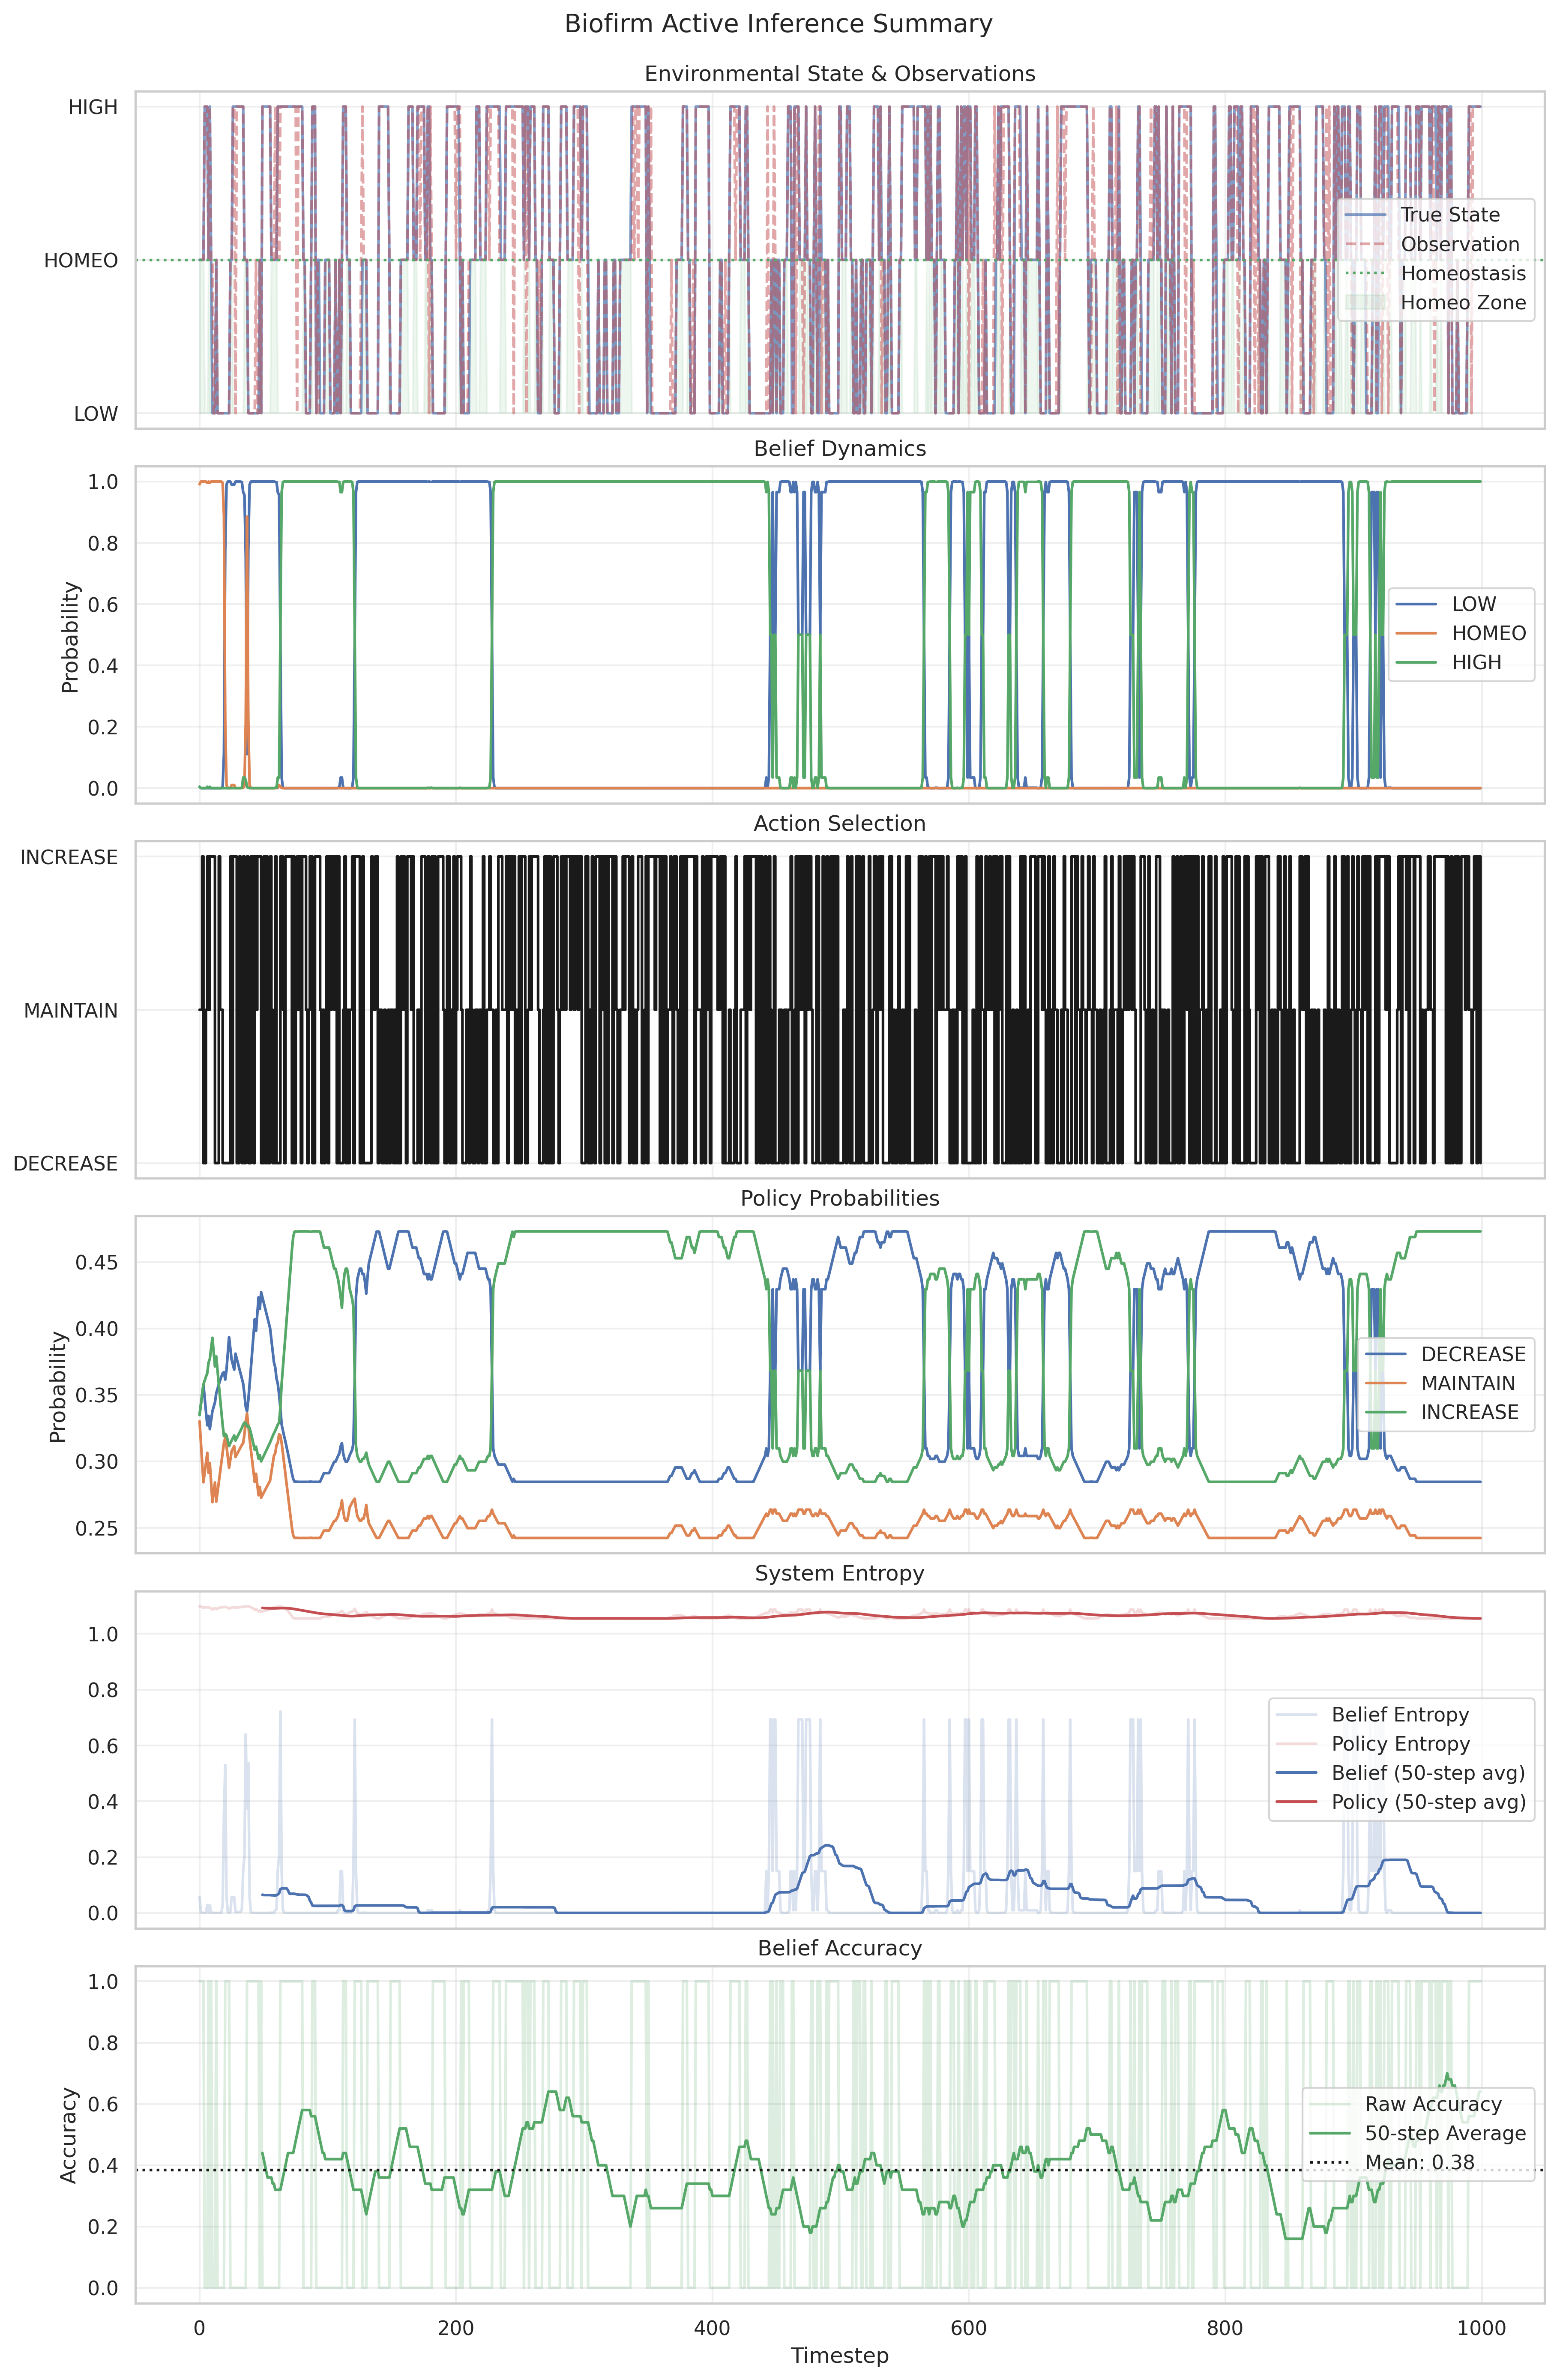 Biofirm Active Inference Summary
Environmental State & Observations
HIGH
HOMEO
LOW
True State
Observation
Homeostasis
Homeo Zone
Belief Dynamics
Probability
1.0
0.8
0.6
0.4
0.2
0.0
LOW
HOMEO
HIGH
Action Selection
INCREASE
MAINTAIN
DECREASE
Policy Probabilities
Probability
0.45
0.40
0.35
0.30
0.25
DECREASE
MAINTAIN
INCREASE
System Entropy
1.0
0.8
0.6
0.4
0.2
0.0
Belief Entropy
Policy Entropy
Belief (50-step avg)
Policy (50-step avg)
Belief Accuracy
Accuracy
1.0
0.8
0.6
0.4
0.2
0.0
Raw Accuracy
50-step Average
Mean: 0.38
0 200 400 600 800 1000
Timestep